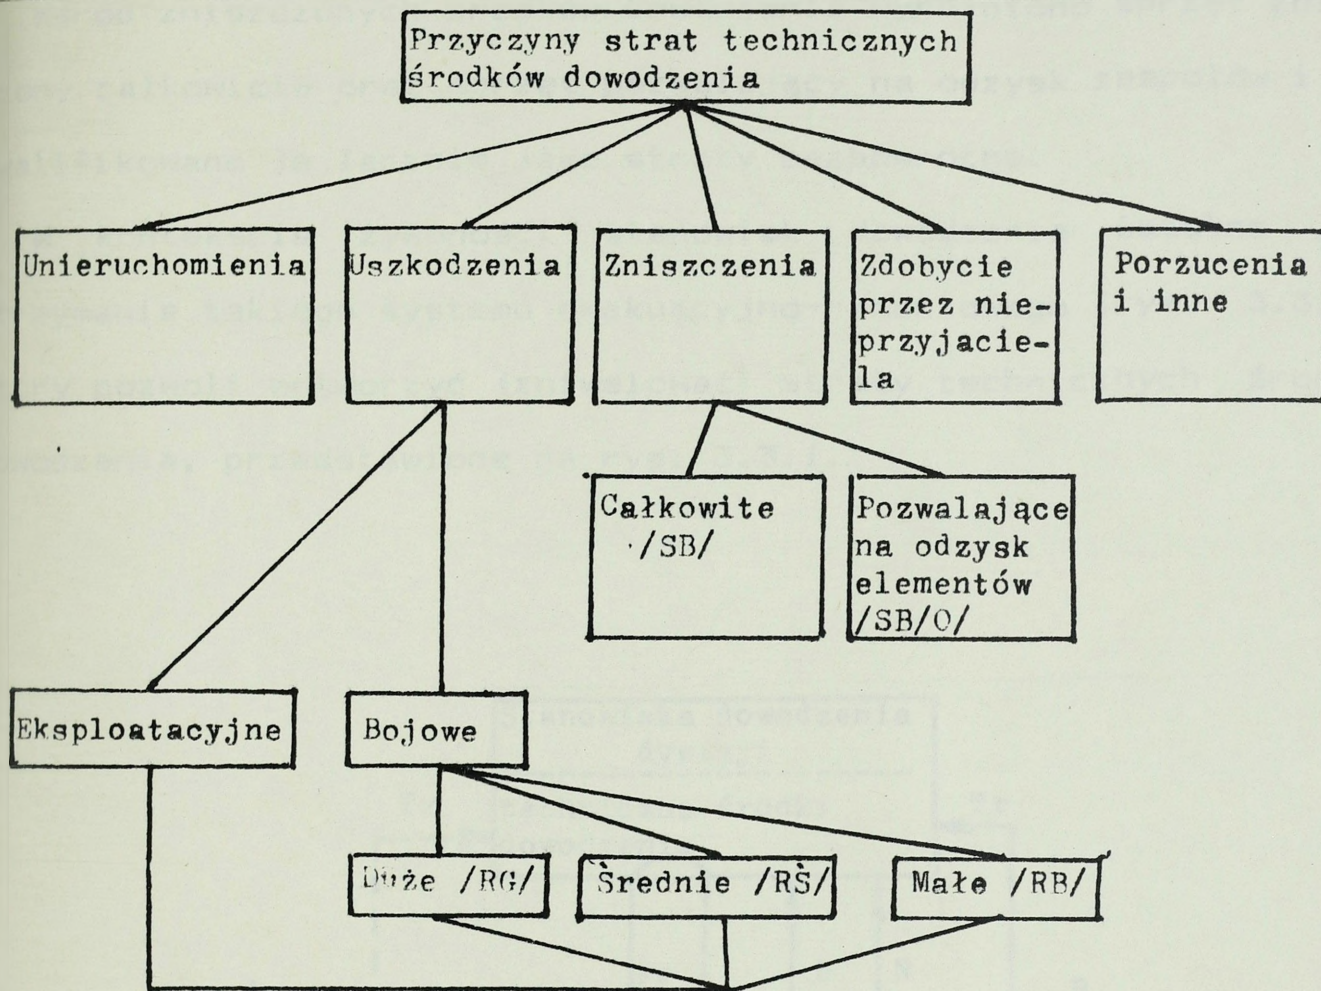 Przyczyny strat technicznych
środków dowodzenia
Unieruchomienia
Uszkodzenia
Zniszczenia
Zdobycie
przez nie-
przyjacie-
la
Porzucenia
i inne
Całkowite
/SB/
Pozwalające
na odzysk
elementów
/SB/O/
Eksploatacyjne
Bojowe
Duże /RG/
Średnie /RŚ/
Małe /RB/